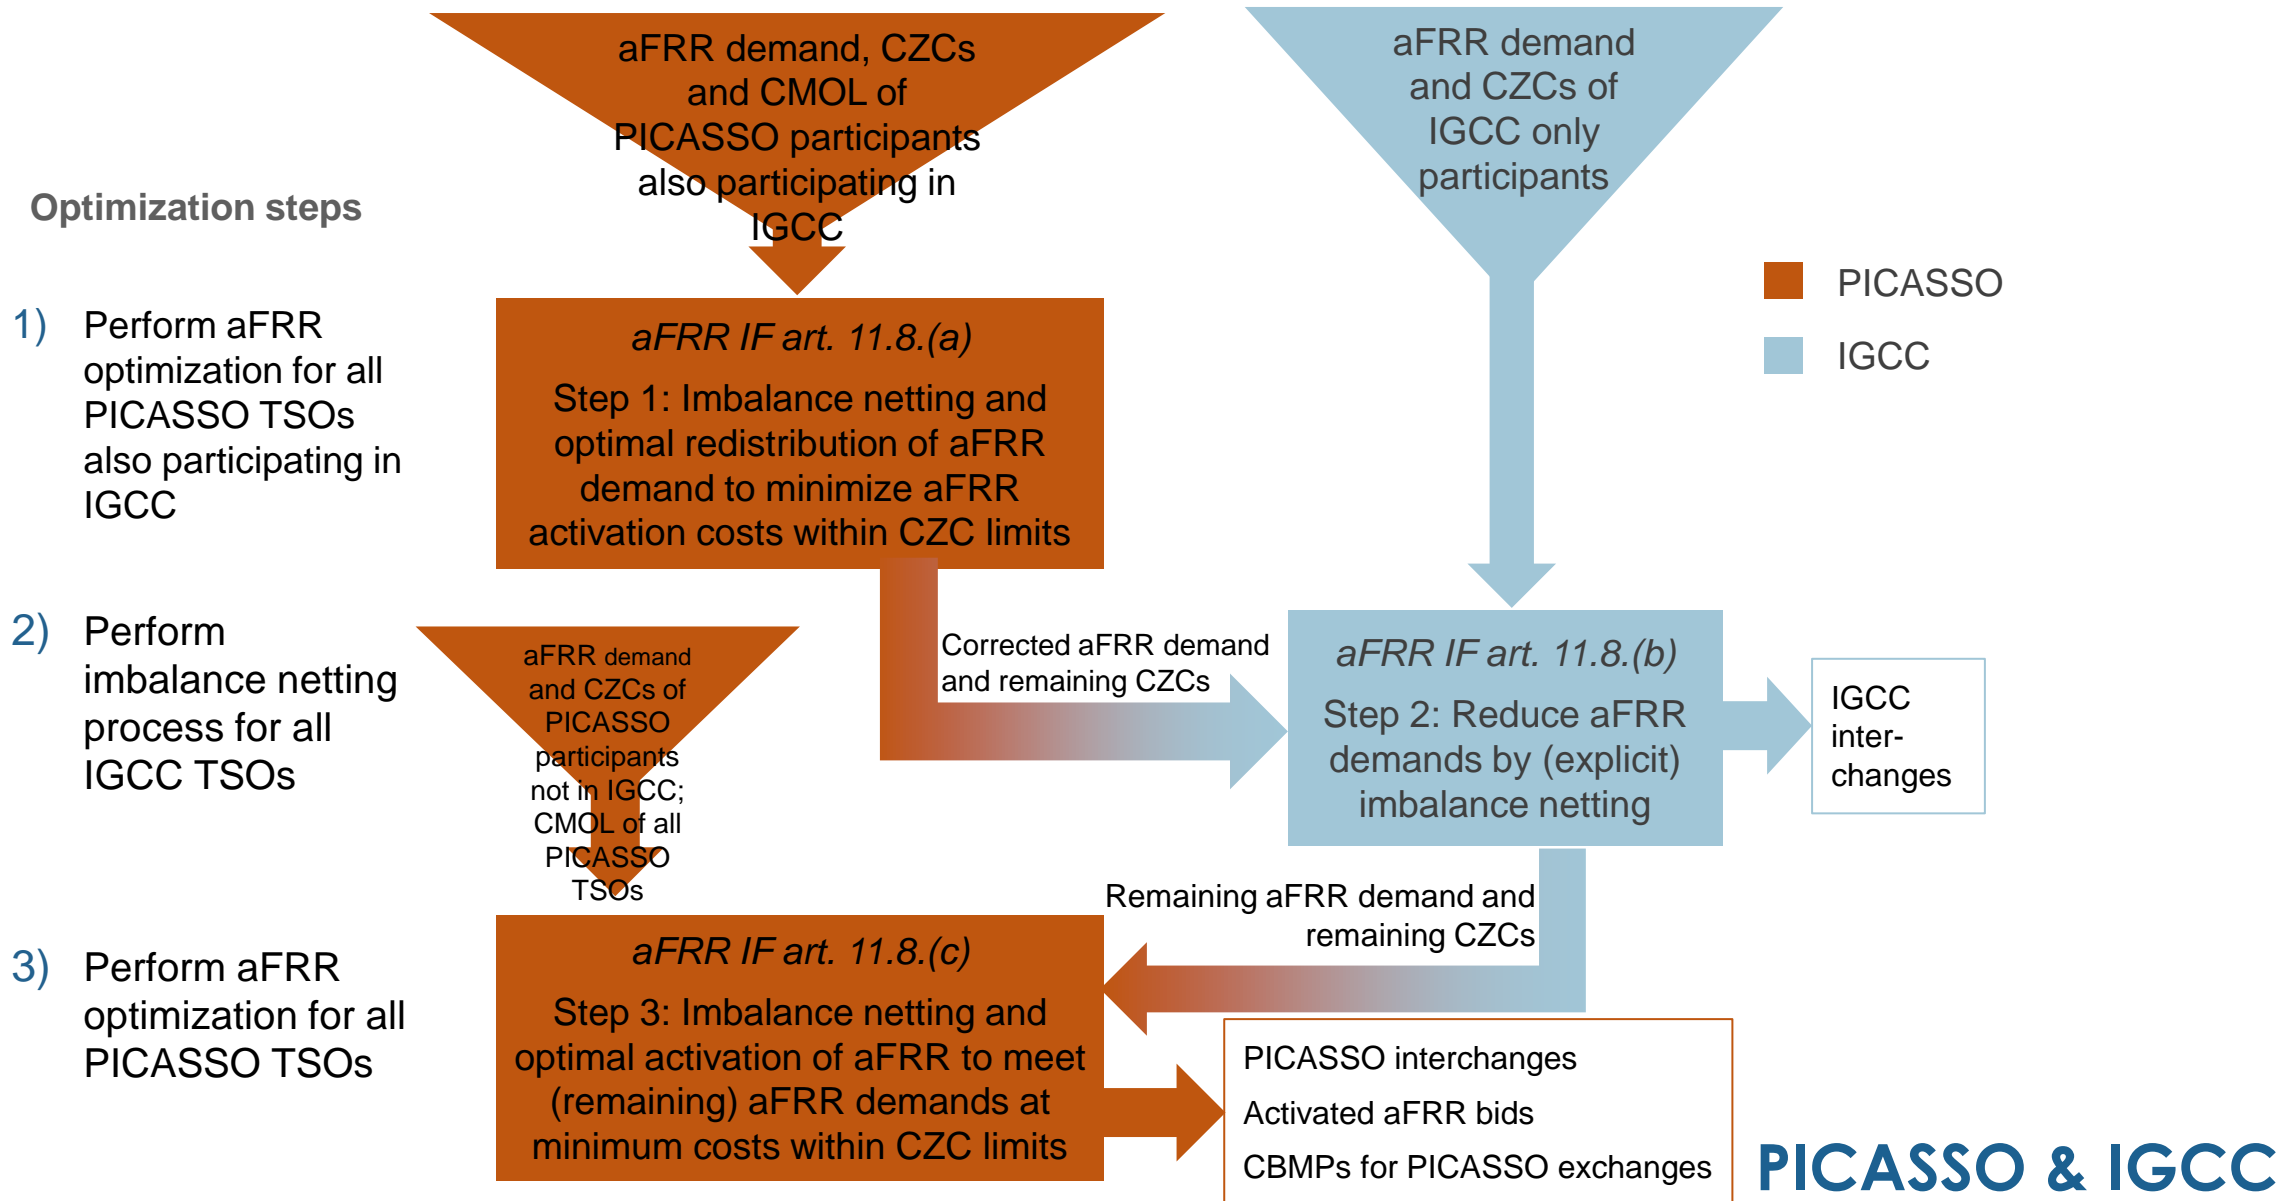 aFRR demand, CZCs
and CMOL of
PICASSO participants
also participating in
IGCC
aFRR demand
and CZCs of
IGCC only
participants
Optimization steps
PICASSO
IGCC
1) Perform aFRR
optimization for all
PICASSO TSOs
also participating in
IGCC
aFRR IF art. 11.8.(a)
Step 1: Imbalance netting and
optimal redistribution of aFRR
demand to minimize aFRR
activation costs within CZC limits
2) Perform
imbalance netting
process for all
IGCC TSOs
aFRR demand
and CZCs of
PICASSO
participants
not in IGCC;
CMOL of all
PICASSO
TSOs
Corrected aFRR demand
and remaining CZCs
aFRR IF art. 11.8.(b)
Step 2: Reduce aFRR
demands by (explicit)
imbalance netting
IGCC
inter-
changes
Remaining aFRR demand and
remaining CZCs
3) Perform aFRR
optimization for all
PICASSO TSOs
aFRR IF art. 11.8.(c)
Step 3: Imbalance netting and
optimal activation of aFRR to meet
(remaining) aFRR demands at
minimum costs within CZC limits
PICASSO interchanges
Activated aFRR bids
CBMPs for PICASSO exchanges
PICASSO & IGCC